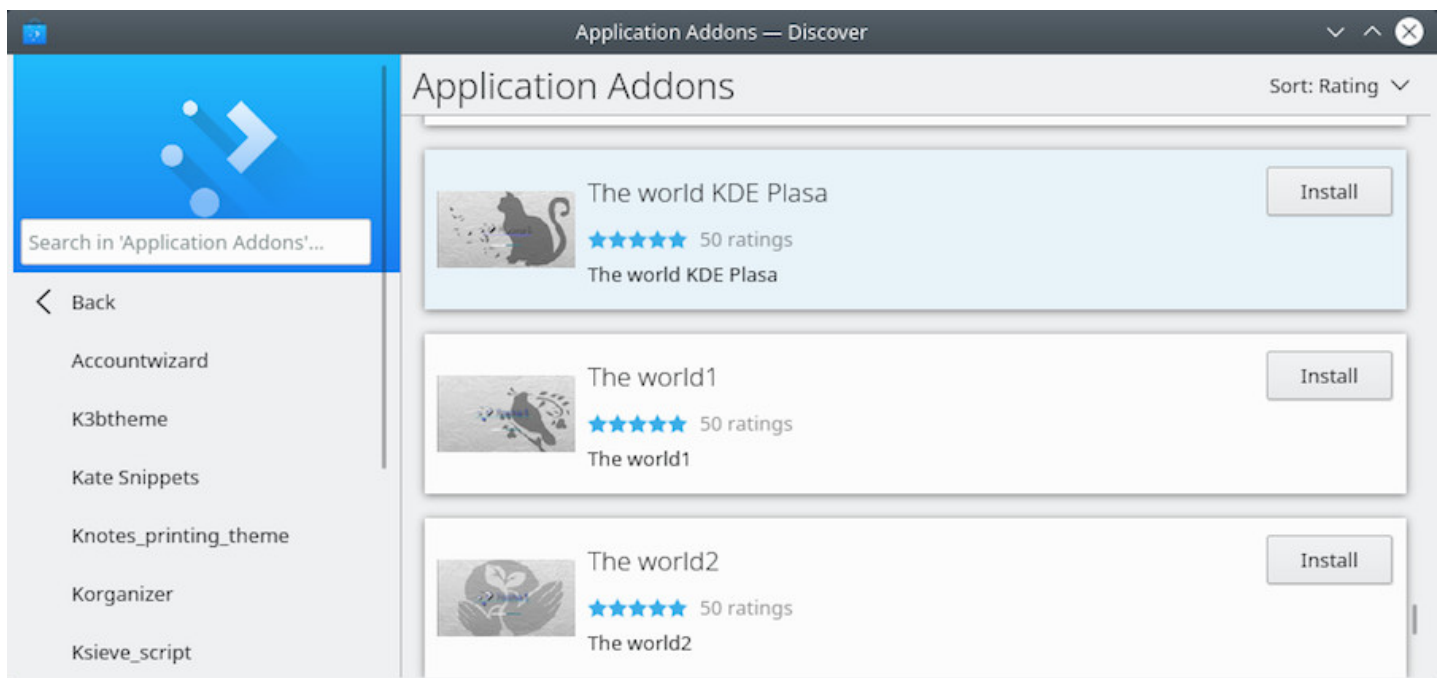 Application Addons — Discover
Application Addons
Sort: Rating
Search in 'Application Addons'...
Back
Accountwizard
K3btheme
Kate Snippets
Knotes_printing_theme
Korganizer
Ksieve_script
The world KDE Plasa
50 ratings
The world KDE Plasa
Install
The world1
50 ratings
The world1
Install
The world2
50 ratings
The world2
Install